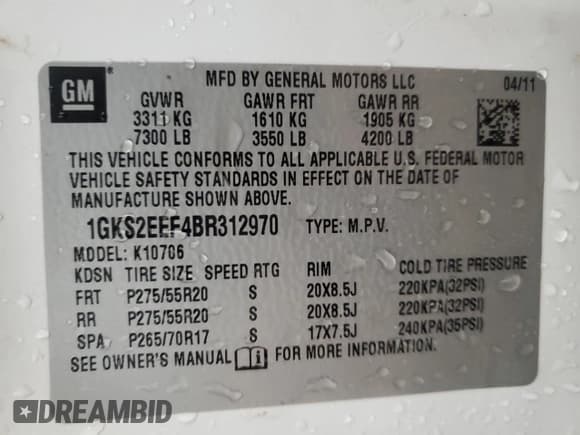 GM
MFD BY GENERAL MOTORS LLC 04/11
GVWR GAWR FRT GAWR RR
3311 KG 1610 KG 1905 KG
7300 LB 3550 LB 4200 LB
THIS VEHICLE CONFORMS TO ALL APPLICABLE U.S. FEDERAL MOTOR
VEHICLE SAFETY STANDARDS IN EFFECT ON THE DATE OF
MANUFACTURE SHOWN ABOVE.
1GKS2EEF4BR312970 TYPE: M.P.V.
MODEL: K10706
KDSN TIRE SIZE SPEED RTG RIM COLD TIRE PRESSURE
FRT P275/55R20 S 20X8.5J 220KPA(32PSI)
RR P275/55R20 S 20X8.5J 220KPA(32PSI)
SPA P265/70R17 S 17X7.5J 240KPA(35PSI)
SEE OWNER'S MANUAL i FOR MORE INFORMATION.
DREAMBID